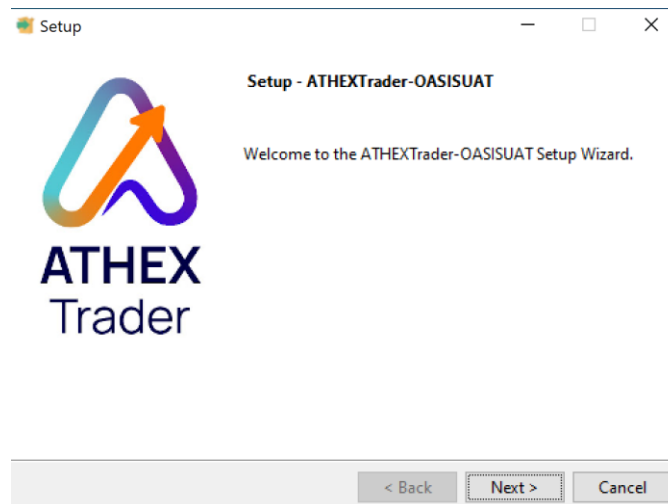 Setup
Setup - ATHEXTrader-OASISUAT
Welcome to the ATHEXTrader-OASISUAT Setup Wizard.
ATHEX
Trader
< Back
Next >
Cancel